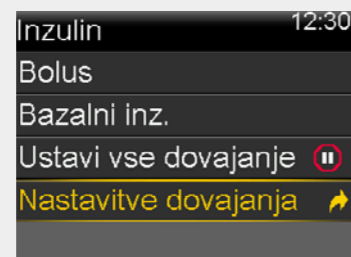 Inzulin 12:30
Bolus
Bazalni inz.
Ustavi vse dovajanje
Nastavitve dovajanja